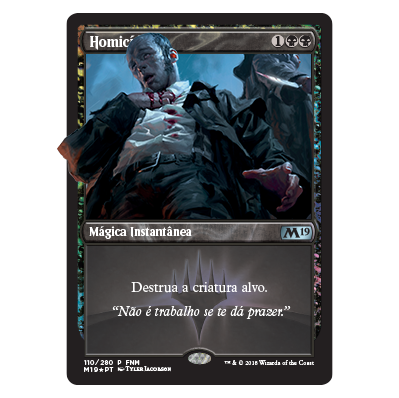 1
Mágica Instantânea
M19
Destrua a criatura alvo.
“Não é trabalho se te dá prazer.”
110/280 P FNM
M19★PT Tyler Jacobson
™ & © 2018 Wizards of the Coast